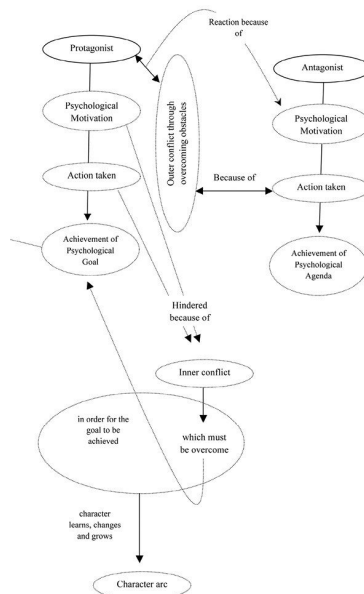 Reaction because
of
Protagonist
Antagonist
Psychological
Motivation
Outer conflict through
overcoming obstacles
Psychological
Motivation
Action taken
Because of
Action taken
Achievement of
Psychological
Goal
Achievement of
Psychological
Agenda
Hindered
because of
Inner conflict
in order for the
goal to be
achieved
which must
be overcome
character
learns, changes
and grows
Character arc